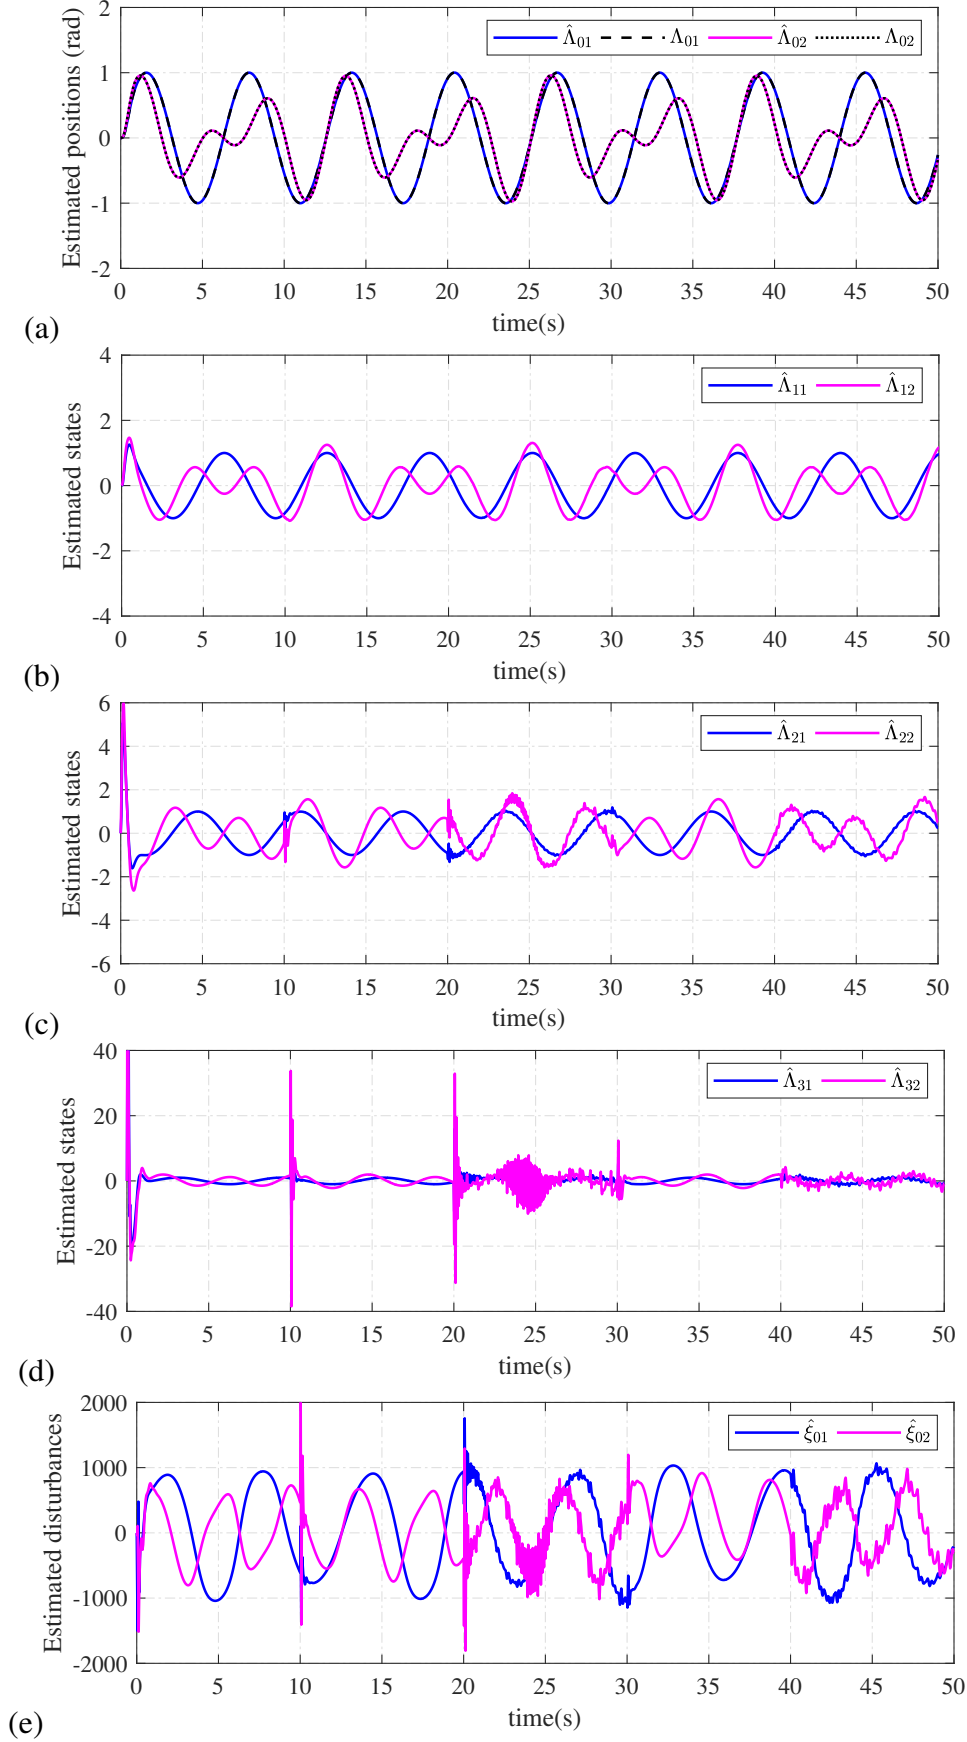 Estimated positions (rad)
2
1
0
-1
-2
Λ̂₀₁ Λ₀₁ Λ̂₀₂ Λ₀₂
0 5 10 15 20 25 30 35 40 45 50
time(s)
(a)
Estimated states
4
2
0
-2
-4
Λ̂₁₁ Λ̂₁₂
0 5 10 15 20 25 30 35 40 45 50
time(s)
(b)
Estimated states
6
4
2
0
-2
-4
-6
Λ̂₂₁ Λ̂₂₂
0 5 10 15 20 25 30 35 40 45 50
time(s)
(c)
Estimated states
40
20
0
-20
-40
Λ̂₃₁ Λ̂₃₂
0 5 10 15 20 25 30 35 40 45 50
time(s)
(d)
Estimated disturbances
2000
1000
0
-1000
-2000
ξ̂₀₁ ξ̂₀₂
0 5 10 15 20 25 30 35 40 45 50
time(s)
(e)